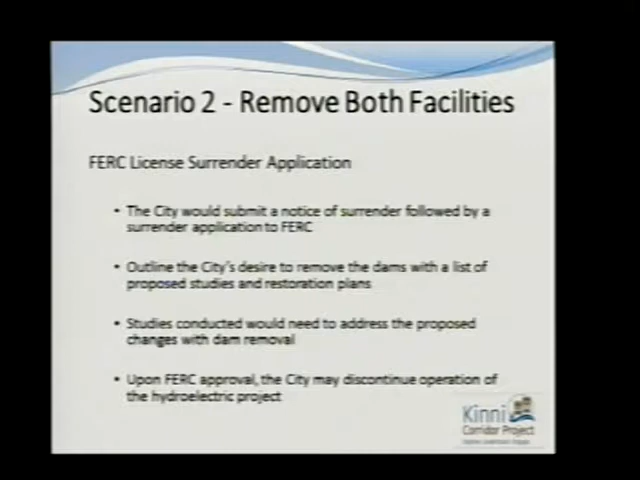 Scenario 2 - Remove Both Facilities
FERC License Surrender Application
• The City would submit a notice of surrender followed by a
surrender application to FERC
• Outline the City's desire to remove the dams with a list of
proposed studies and restoration plans
• Studies conducted would need to address the proposed
changes with dam removal
• Upon FERC approval, the City may discontinue operation of
the hydroelectric project
Kinni
Corridor Project